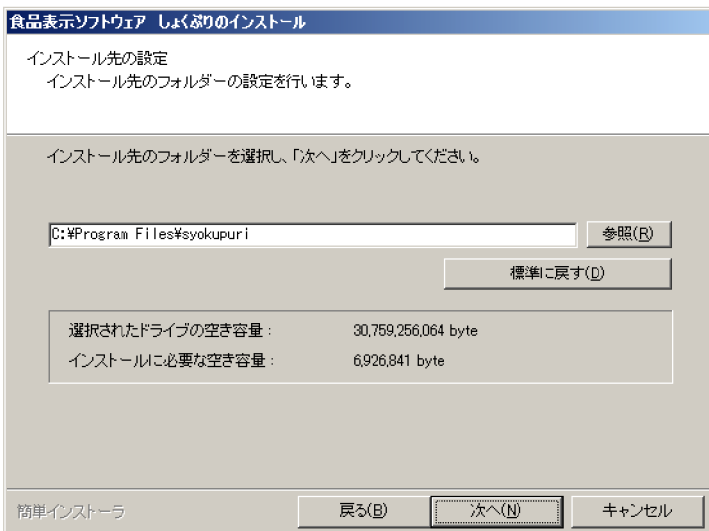 食品表示ソフトウェア しょくぷりのインストール
インストール先の設定
インストール先のフォルダーの設定を行います。
インストール先のフォルダーを選択し、「次へ」をクリックしてください。
C:¥Program Files¥syokupuri
参照(R)
標準に戻す(D)
選択されたドライブの空き容量： 30,759,256,064 byte
インストールに必要な空き容量： 6,926,841 byte
簡単インストーラ
戻る(B) 次へ(N) キャンセル